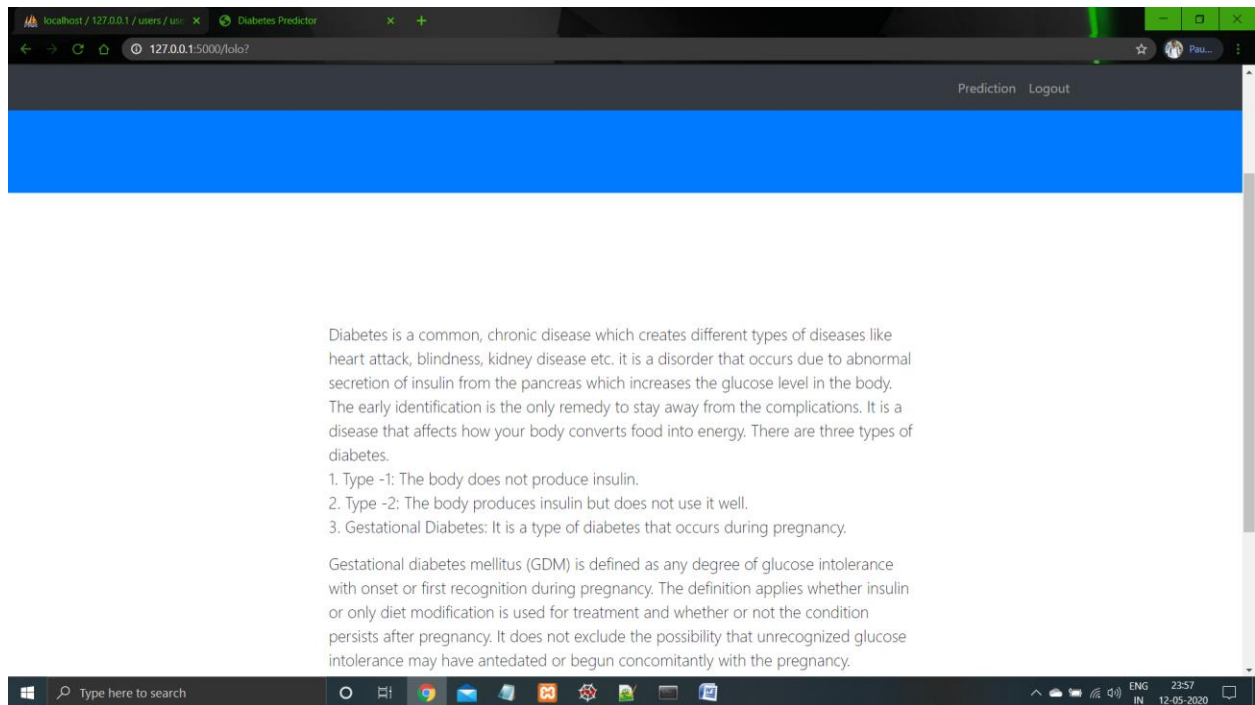 localhost / 127.0.0.1 / users / use
Diabetes Predictor
127.0.0.1:5000/lolo?
Pau...
Prediction Logout
Diabetes is a common, chronic disease which creates different types of diseases like
heart attack, blindness, kidney disease etc. it is a disorder that occurs due to abnormal
secretion of insulin from the pancreas which increases the glucose level in the body.
The early identification is the only remedy to stay away from the complications. It is a
disease that affects how your body converts food into energy. There are three types of
diabetes.
1. Type -1: The body does not produce insulin.
2. Type -2: The body produces insulin but does not use it well.
3. Gestational Diabetes: It is a type of diabetes that occurs during pregnancy.
Gestational diabetes mellitus (GDM) is defined as any degree of glucose intolerance
with onset or first recognition during pregnancy. The definition applies whether insulin
or only diet modification is used for treatment and whether or not the condition
persists after pregnancy. It does not exclude the possibility that unrecognized glucose
intolerance may have antedated or begun concomitantly with the pregnancy.
Type here to search
ENG 23:57
IN 12-05-2020